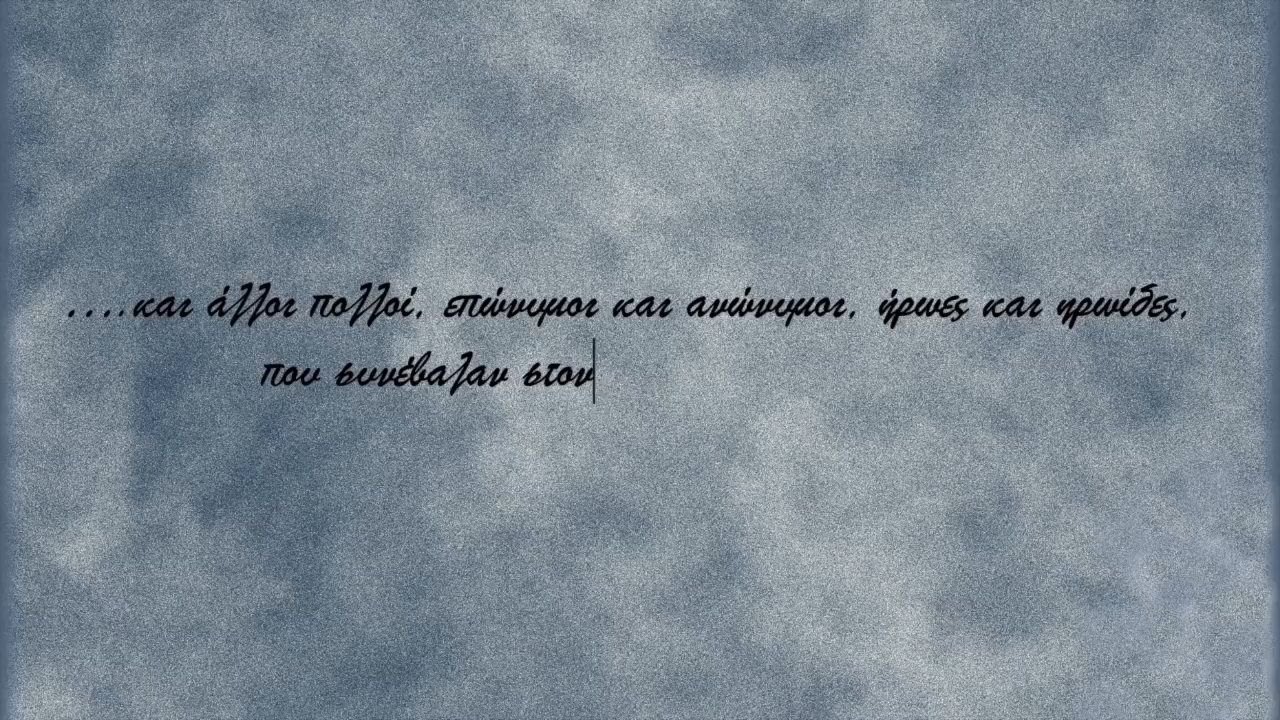 ....και άλλοι πολλοί, επώνυμοι και ανώνυμοι, ήρωες και ηρωίδες,
που συνέβαλαν στον